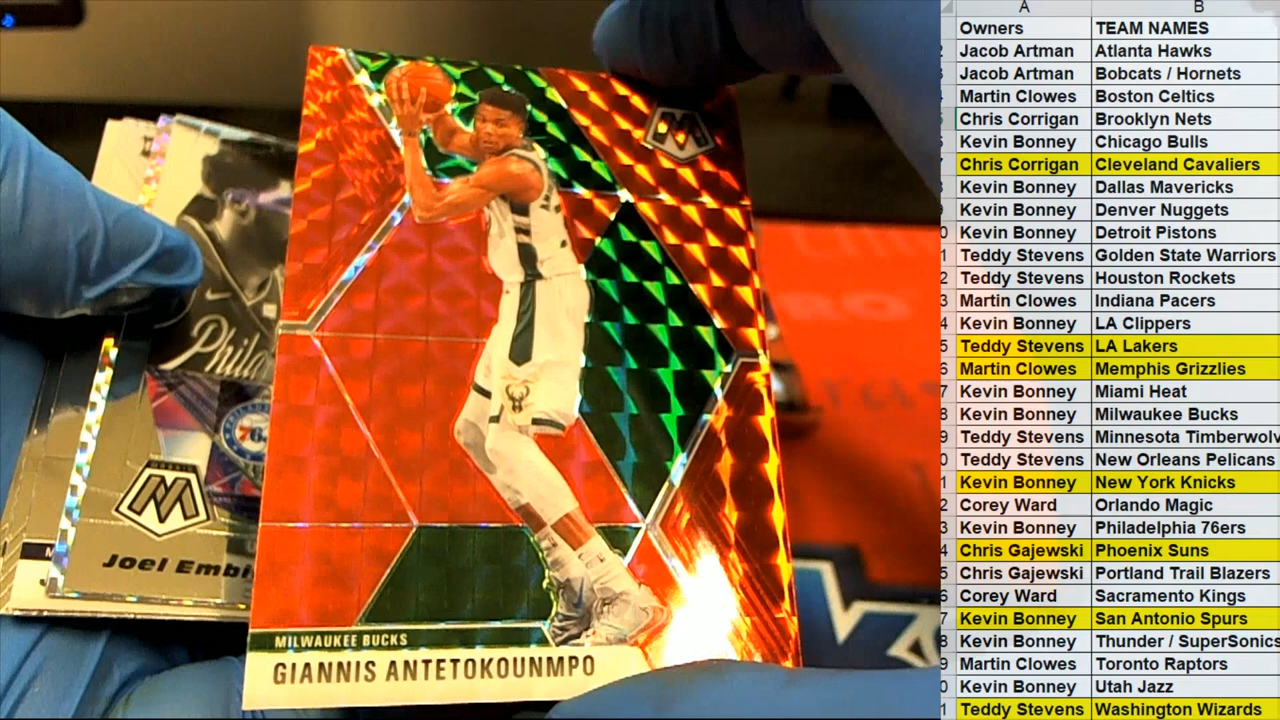 Phila
MOSAIC
Joel Embi
MILWAUKEE BUCKS
GIANNIS ANTETOKOUNMPO
A B
Owners TEAM NAMES
Jacob Artman Atlanta Hawks
Jacob Artman Bobcats / Hornets
Martin Clowes Boston Celtics
Chris Corrigan Brooklyn Nets
Kevin Bonney Chicago Bulls
Chris Corrigan Cleveland Cavaliers
Kevin Bonney Dallas Mavericks
Kevin Bonney Denver Nuggets
Kevin Bonney Detroit Pistons
Teddy Stevens Golden State Warriors
Teddy Stevens Houston Rockets
Martin Clowes Indiana Pacers
Kevin Bonney LA Clippers
Teddy Stevens LA Lakers
Martin Clowes Memphis Grizzlies
Kevin Bonney Miami Heat
Kevin Bonney Milwaukee Bucks
Teddy Stevens Minnesota Timberwolv
Teddy Stevens New Orleans Pelicans
Kevin Bonney New York Knicks
Corey Ward Orlando Magic
Kevin Bonney Philadelphia 76ers
Chris Gajewski Phoenix Suns
Chris Gajewski Portland Trail Blazers
Corey Ward Sacramento Kings
Kevin Bonney San Antonio Spurs
Kevin Bonney Thunder / SuperSonics
Martin Clowes Toronto Raptors
Kevin Bonney Utah Jazz
Teddy Stevens Washington Wizards